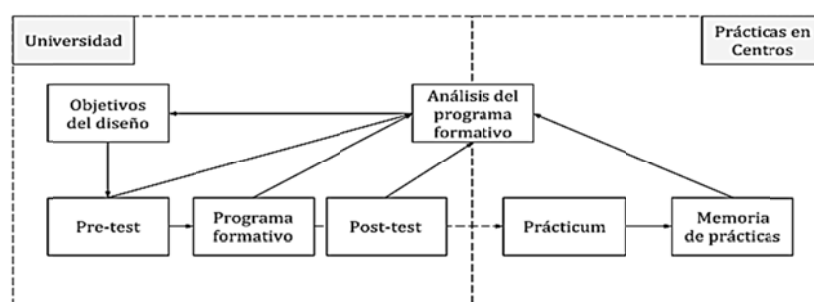 Universidad
Prácticas en
Centros
Objetivos
del diseño
Análisis del
programa
formativo
Pre-test
Programa
formativo
Post-test
Prácticum
Memoria
de prácticas